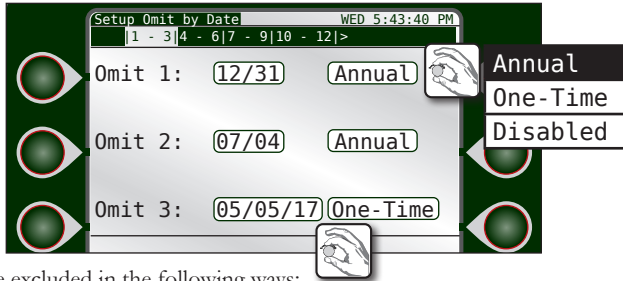 Setup Omit by Date WED 5:43:40 PM
|1 - 3|4 - 6|7 - 9|10 - 12|>
Omit 1: 12/31 Annual
Annual
One-Time
Disabled
Omit 2: 07/04 Annual
Omit 3: 05/05/17 One-Time
e excluded in the following ways: